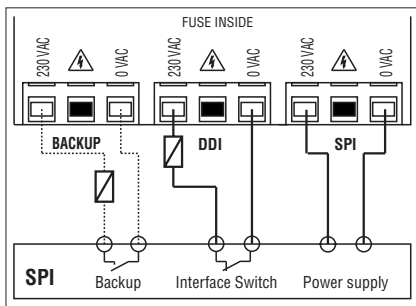 FUSE INSIDE
230 VAC 0 VAC 230 VAC 0 VAC 230 VAC 0 VAC
BACKUP DDI SPI
SPI Backup Interface Switch Power supply